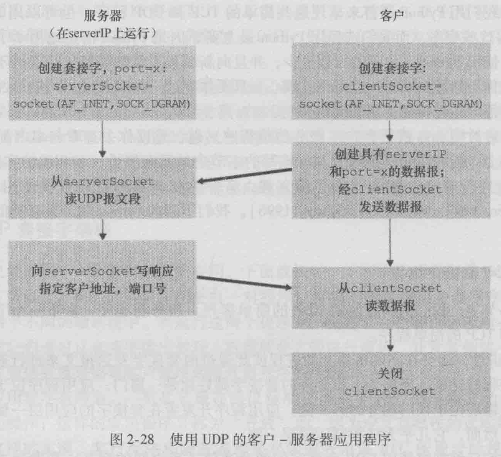 服务器
(在serverIP上运行)
客户
创建套接字,port=x:
serverSocket=
socket(AF_INET,SOCK_DGRAM)
创建套接字:
clientSocket=
socket(AF_INET,SOCK_DGRAM)
创建具有serverIP
和port=x的数据报;
经clientSocket
发送数据报
从serverSocket
读UDP报文段
向serverSocket写响应
指定客户地址,端口号
从clientSocket
读数据报
关闭
clientSocket
图 2-28 使用 UDP 的客户-服务器应用程序